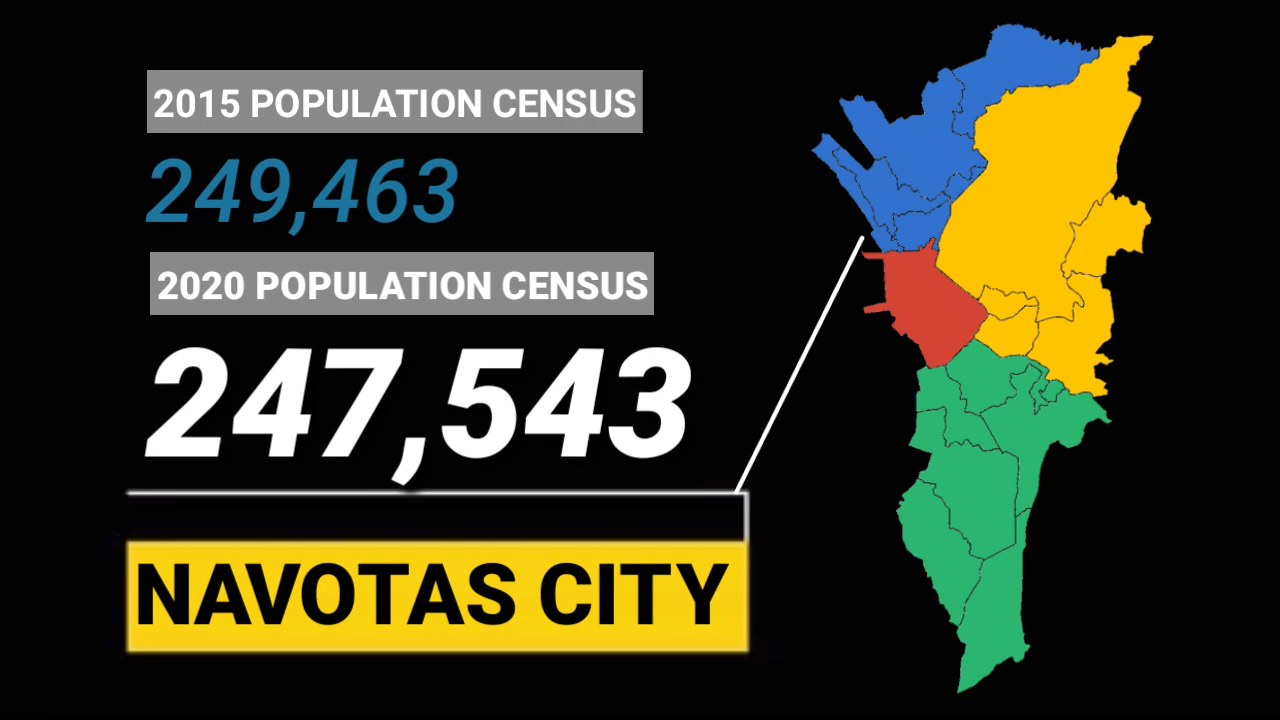 2015 POPULATION CENSUS
249,463
2020 POPULATION CENSUS
247,543
NAVOTAS CITY